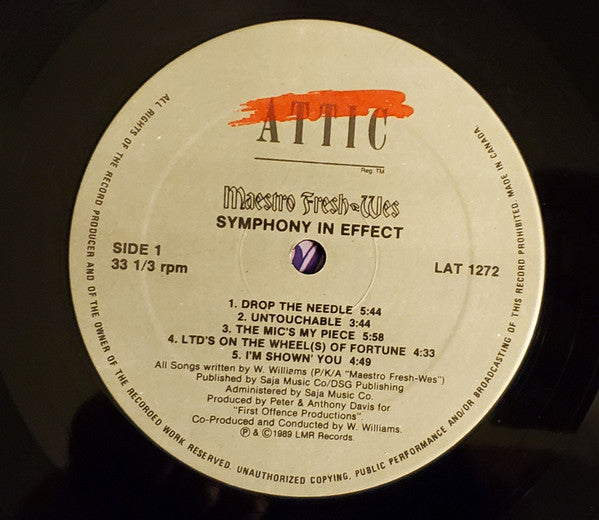 ATTIC
Reg. TM
Maestro Fresh-Wes
SYMPHONY IN EFFECT
SIDE 1
33 1/3 rpm
LAT 1272
1. DROP THE NEEDLE 5:44
2. UNTOUCHABLE 3:44
3. THE MIC'S MY PIECE 5:58
4. LTD'S ON THE WHEEL(S) OF FORTUNE 4:33
5. I'M SHOWN' YOU 4:49
All Songs written by W. Williams (P/K/A "Maestro Fresh-Wes")
Published by Saja Music Co/DSG Publishing
Administered by Saja Music Co.
Produced by Peter & Anthony Davis for
"First Offence Productions".
Co-Produced and Conducted by W. Williams.
℗ & ©1989 LMR Records.
ALL RIGHTS OF THE RECORD PRODUCER AND OF THE OWNER OF THE RECORDED WORK RESERVED. UNAUTHORIZED COPYING, PUBLIC PERFORMANCE AND/OR BROADCASTING OF THIS RECORD PROHIBITED. MADE IN CANADA.